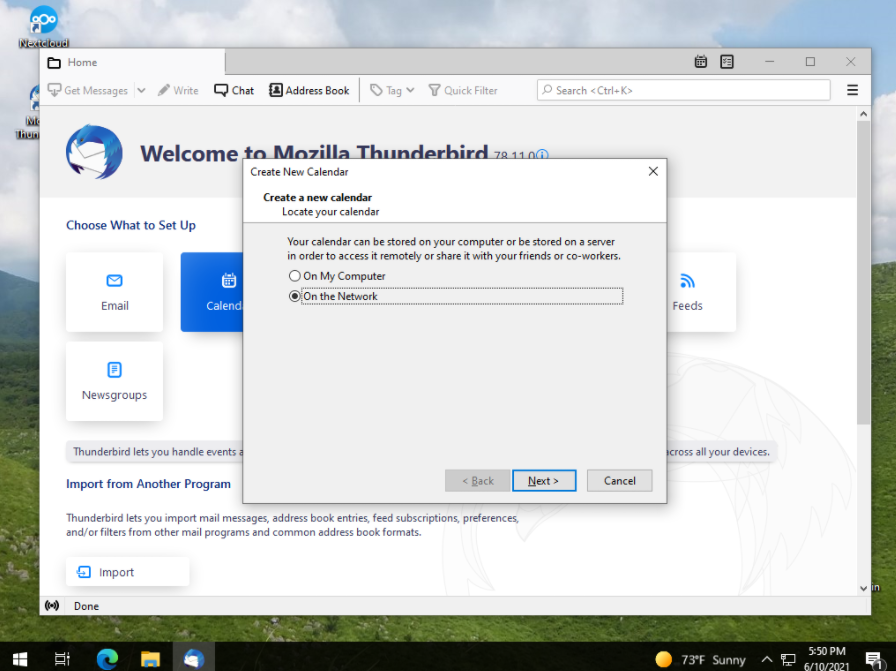 Nextcloud
Home
Get Messages
Write
Chat
Address Book
Tag
Quick Filter
Search <Ctrl+K>
Welcome to Mozilla Thunderbird 78.11.0
Create New Calendar
Create a new calendar
Locate your calendar
Choose What to Set Up
Your calendar can be stored on your computer or be stored on a server
in order to access it remotely or share it with your friends or co-workers.
On My Computer
On the Network
Email
Calend
Feeds
Newsgroups
Thunderbird lets you handle events a
across all your devices.
< Back
Next >
Cancel
Import from Another Program
Thunderbird lets you import mail messages, address book entries, feed subscriptions, preferences,
and/or filters from other mail programs and common address book formats.
Import
Done
73°F Sunny
5:50 PM
6/10/2021